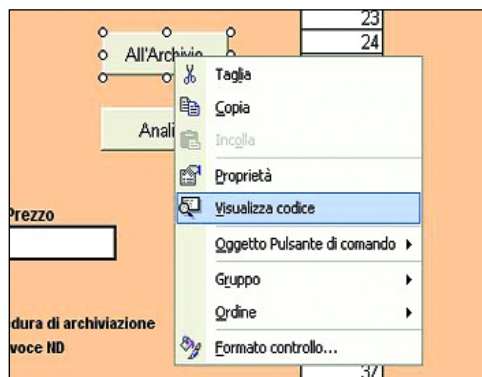 23
24
All'Archivio
Taglia
Copia
Incolla
Anali
Proprietà
Visualizza codice
Prezzo
Oggetto Pulsante di comando
Gruppo
Ordine
dura di archiviazione
voce ND
Formato controllo...
37